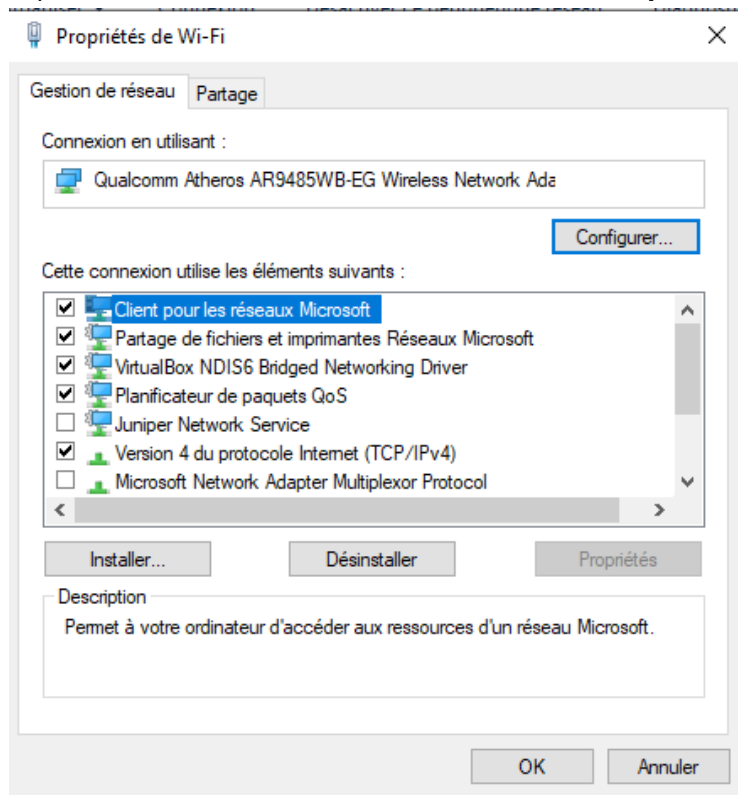 Propriétés de Wi-Fi
Gestion de réseau Partage
Connexion en utilisant :
Qualcomm Atheros AR9485WB-EG Wireless Network Ada
Configurer...
Cette connexion utilise les éléments suivants :
Client pour les réseaux Microsoft
Partage de fichiers et imprimantes Réseaux Microsoft
VirtualBox NDIS6 Bridged Networking Driver
Planificateur de paquets QoS
Juniper Network Service
Version 4 du protocole Internet (TCP/IPv4)
Microsoft Network Adapter Multiplexor Protocol
Installer... Désinstaller Propriétés
Description
Permet à votre ordinateur d'accéder aux ressources d'un réseau Microsoft.
OK Annuler